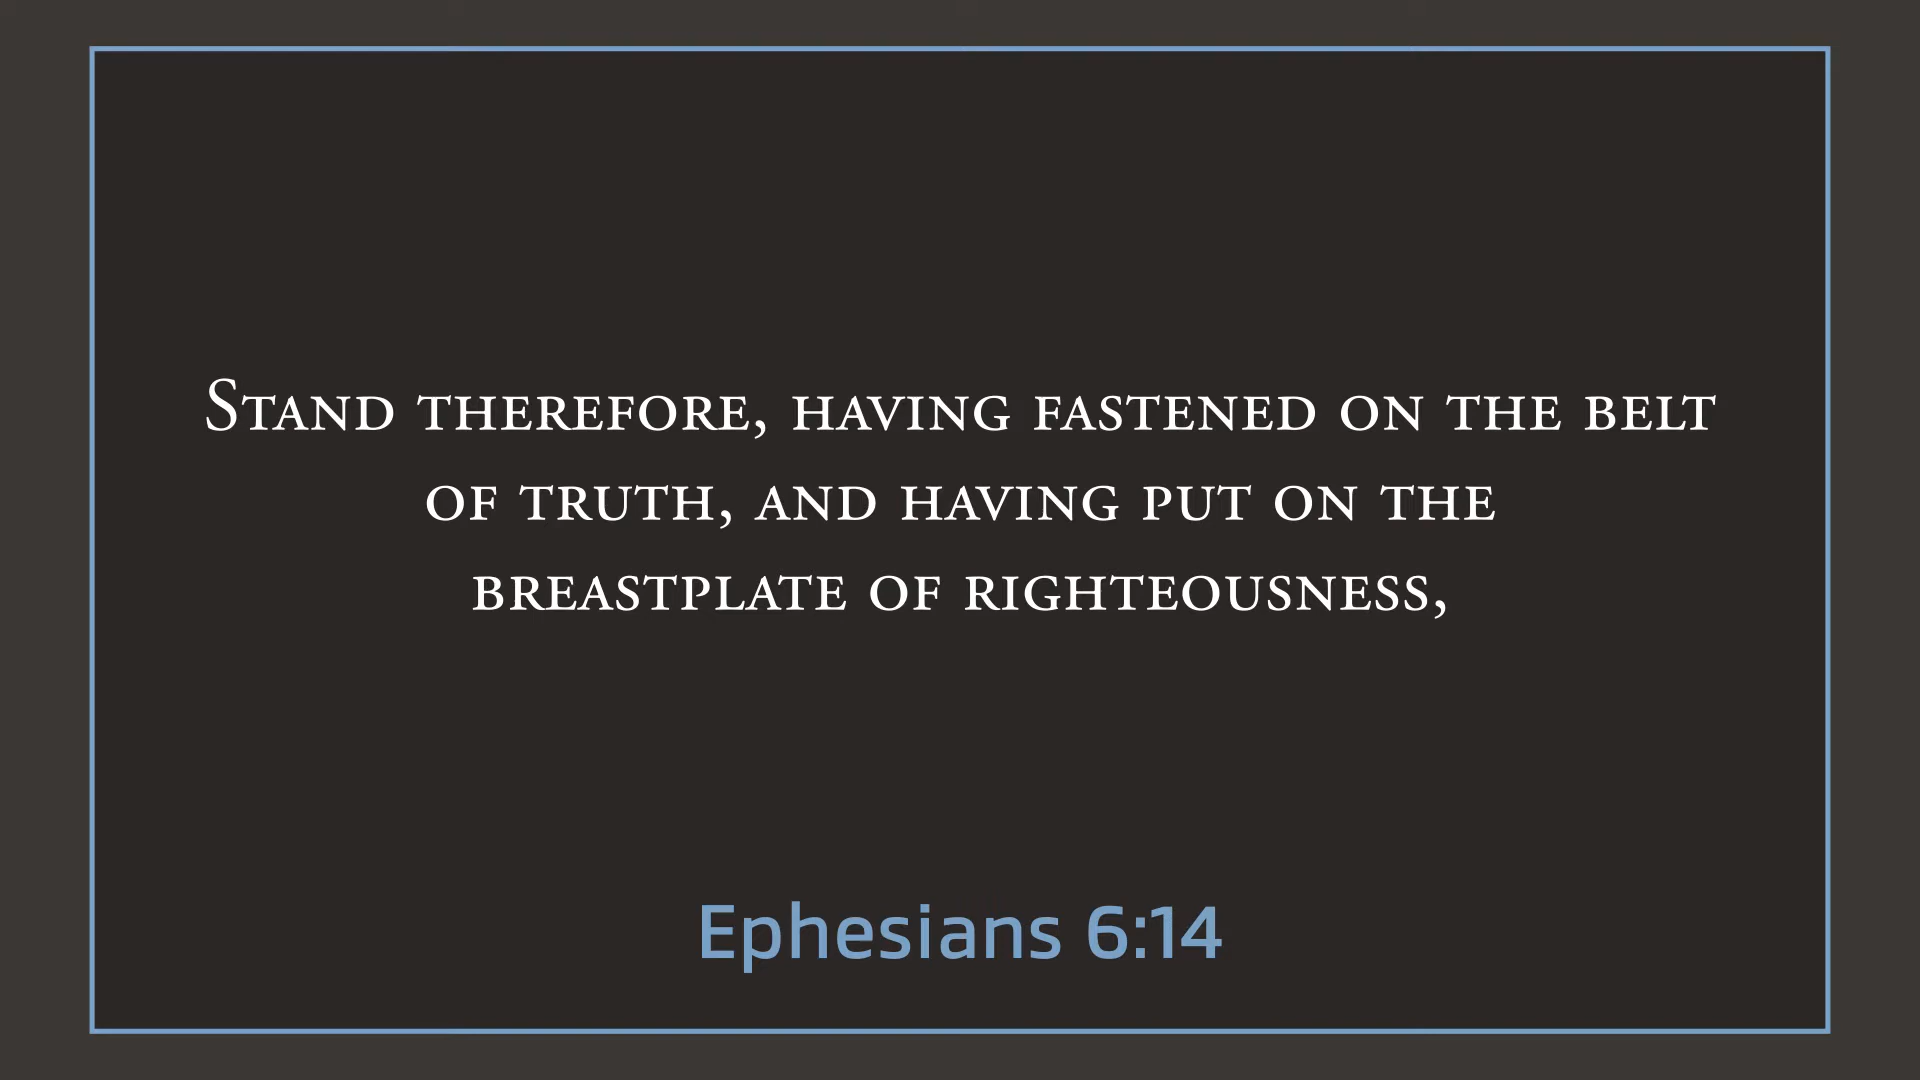 Stand therefore, having fastened on the belt
of truth, and having put on the
breastplate of righteousness,
Ephesians 6:14